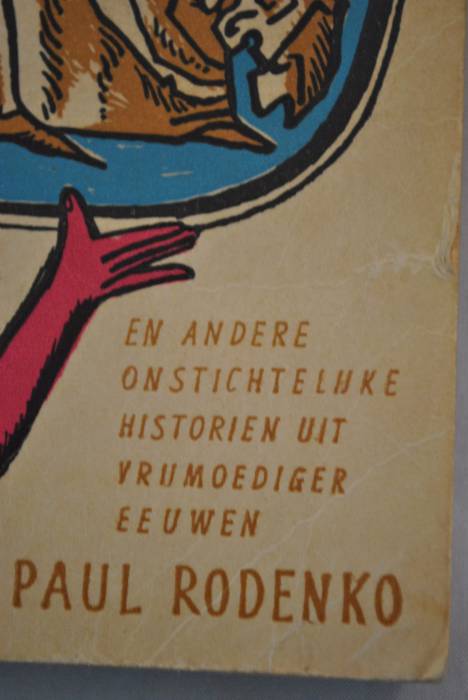 EN ANDERE
ONSTICHTELIJKE
HISTORIEN UIT
VRIJMOEDIGER
EEUWEN
PAUL RODENKO